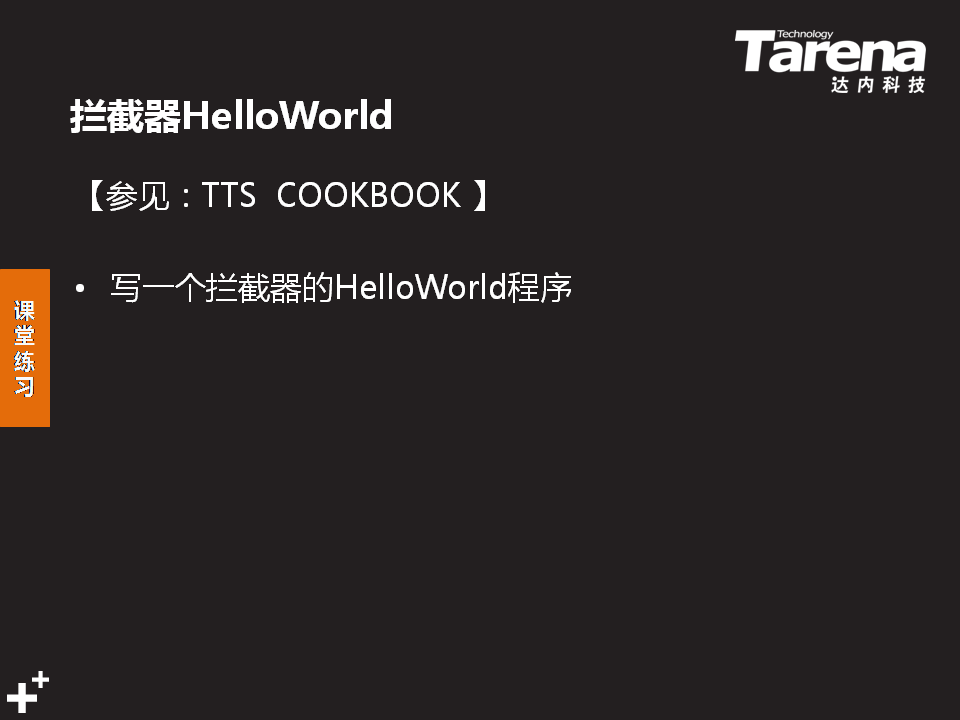 Technology
Tarena
达内科技
拦截器HelloWorld
【参见：TTS COOKBOOK 】
• 写一个拦截器的HelloWorld程序
课
堂
练
习